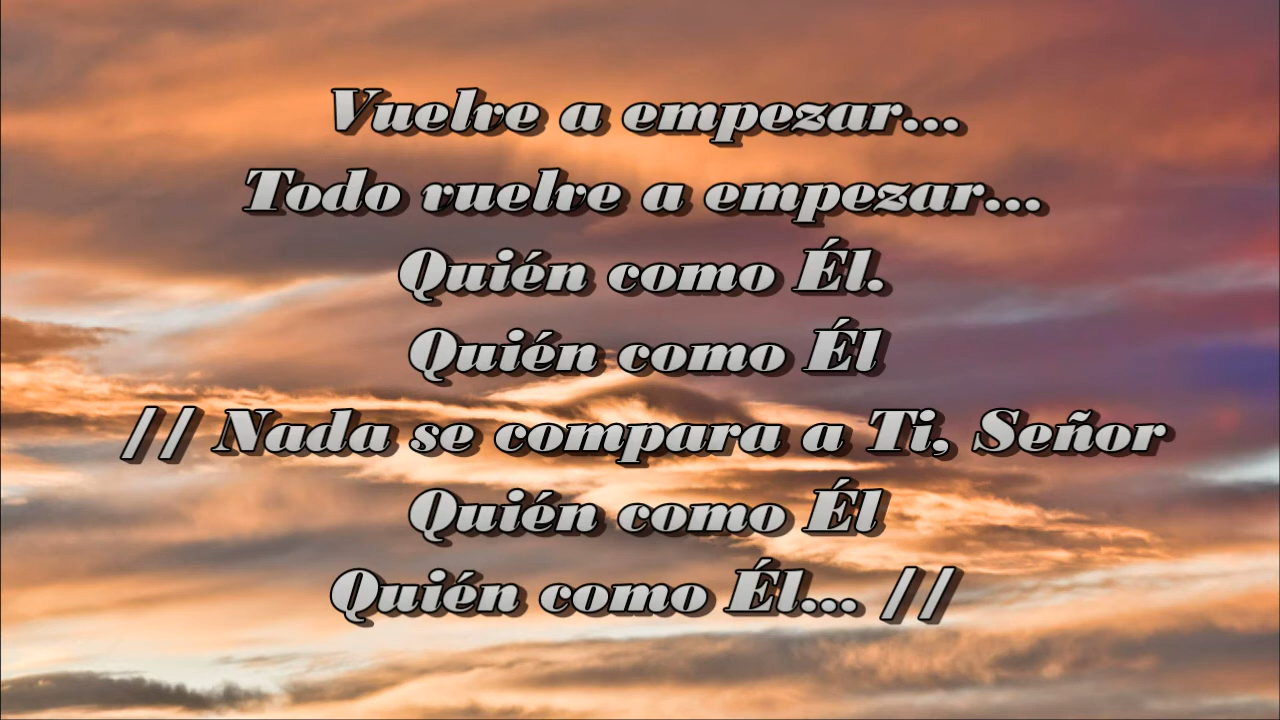 Vuelve a empezar...
Todo vuelve a empezar...
Quién como Él.
Quién como Él
// Nada se compara a Ti, Señor
Quién como Él
Quién como Él... //